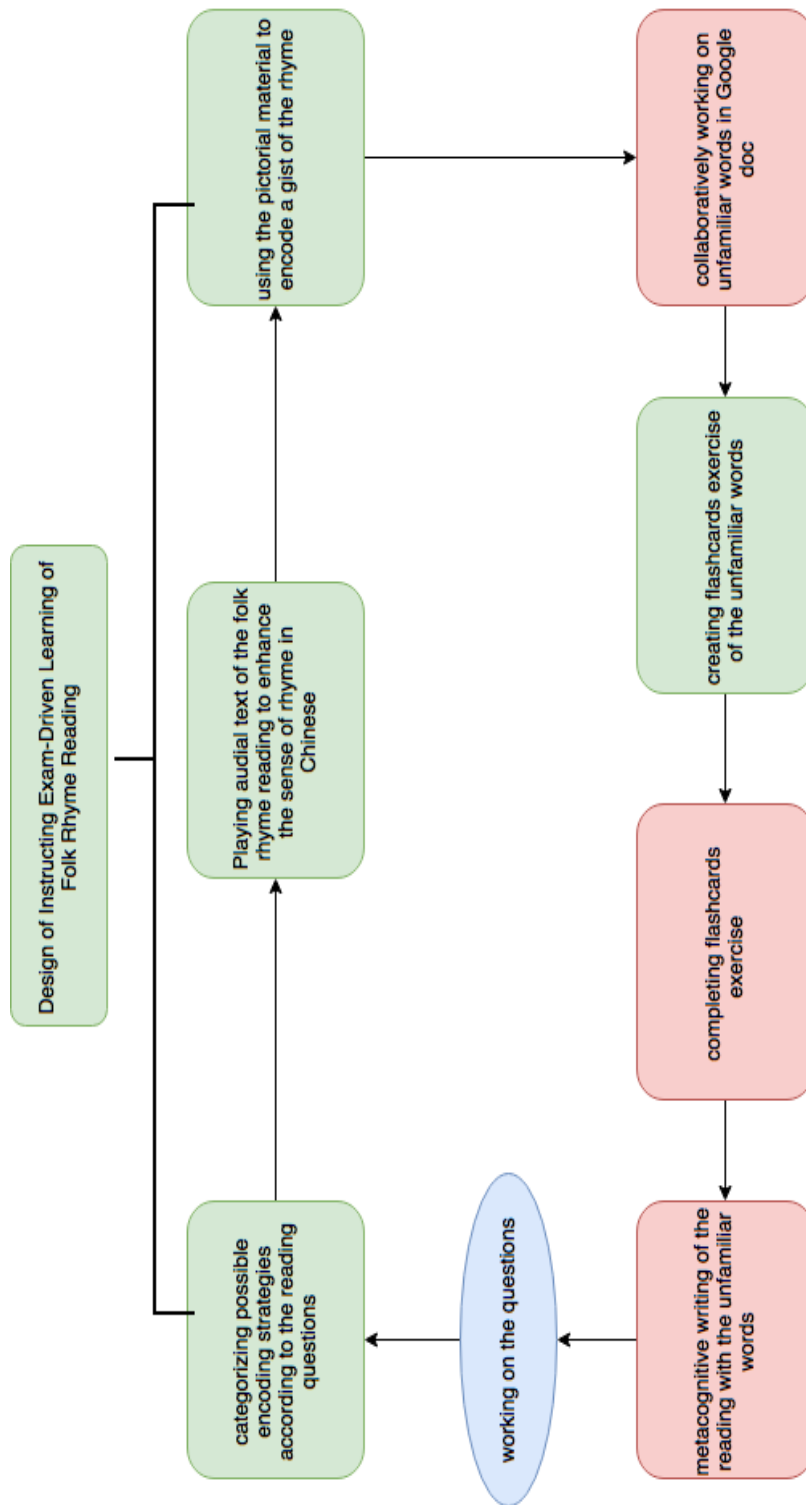 Design of Instructing Exam-Driven Learning of
Folk Rhyme Reading
categorizing possible
encoding strategies
according to the reading
questions
Playing audial text of the folk
rhyme reading to enhance
the sense of rhyme in
Chinese
using the pictorial material to
encode a gist of the rhyme
collaboratively working on
unfamiliar words in Google
doc
creating flashcards exercise
of the unfamiliar words
completing flashcards
exercise
metacognitive writing of the
reading with the unfamiliar
words
working on the questions